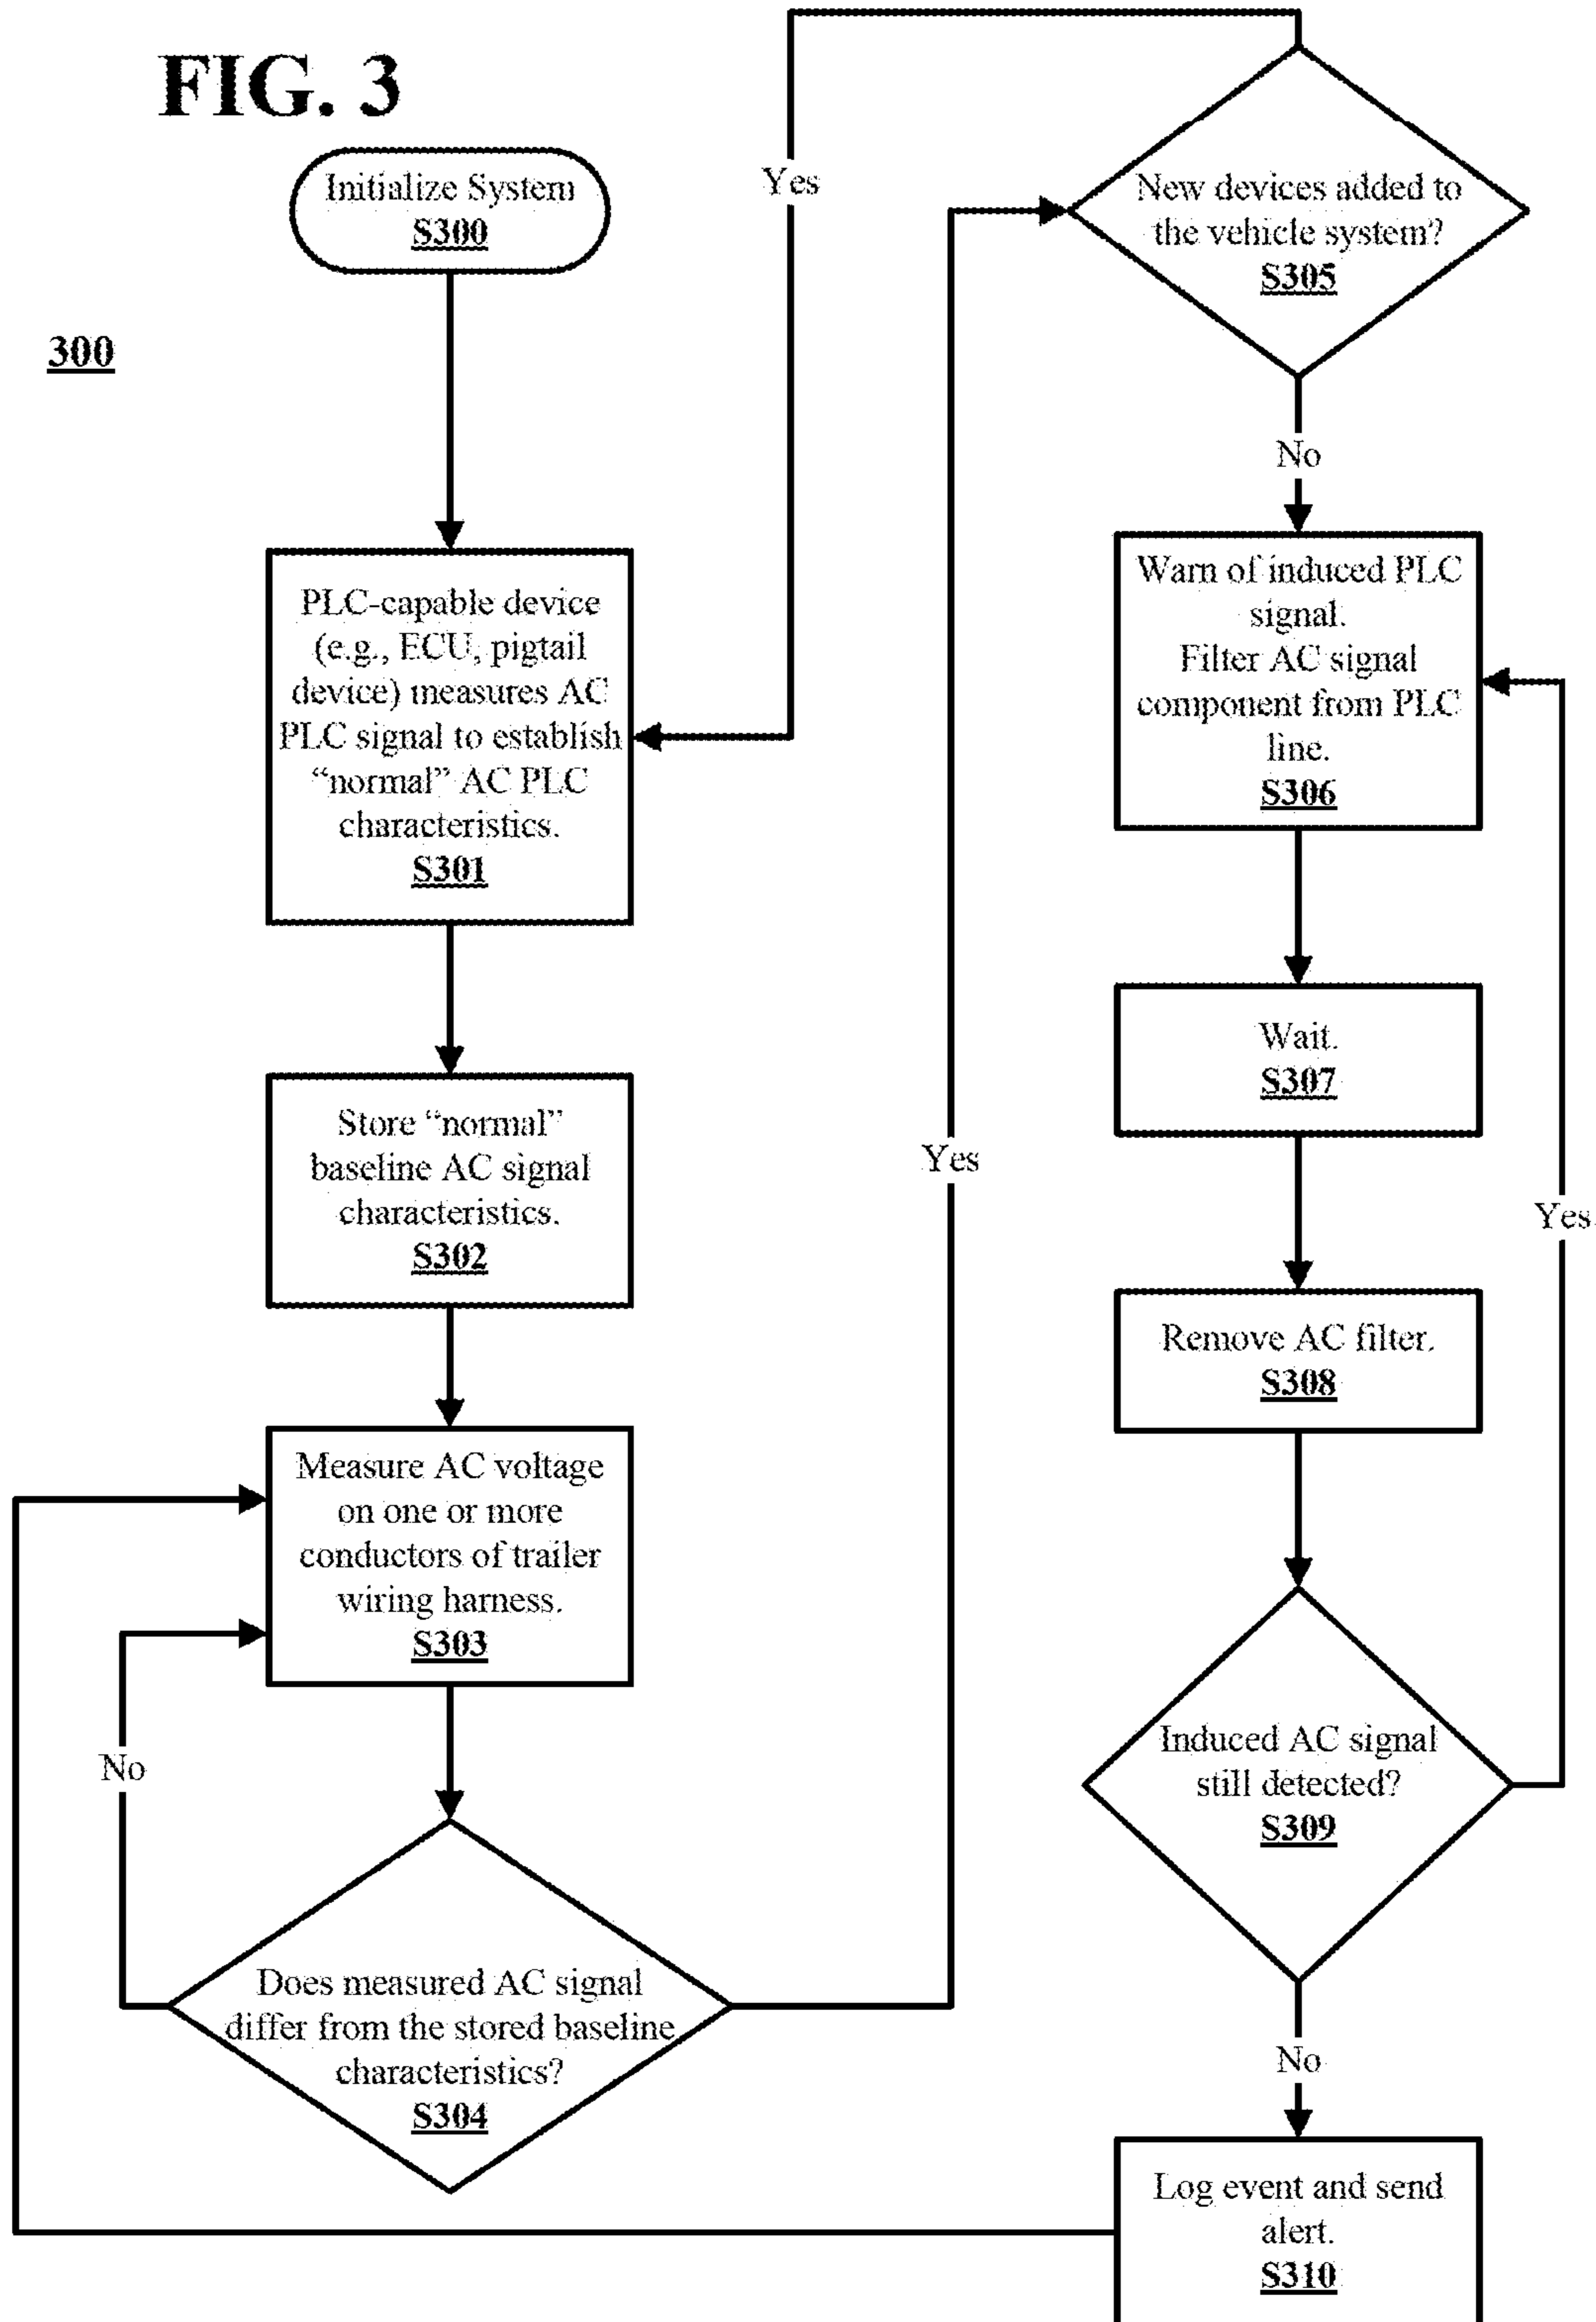 FIG. 3
300
Initialize System
S300
PLC-capable device
(e.g., ECU, pigtail
device) measures AC
PLC signal to establish
“normal” AC PLC
characteristics.
S301
Store “normal”
baseline AC signal
characteristics.
S302
Measure AC voltage
on one or more
conductors of trailer
wiring harness.
S303
No
Does measured AC signal
differ from the stored baseline
characteristics?
S304
Yes
Yes
New devices added to
the vehicle system?
S305
No
Warn of induced PLC
signal.
Filter AC signal
component from PLC
line.
S306
Wait.
S307
Remove AC filter.
S308
Yes
Induced AC signal
still detected?
S309
No
Log event and send
alert.
S310